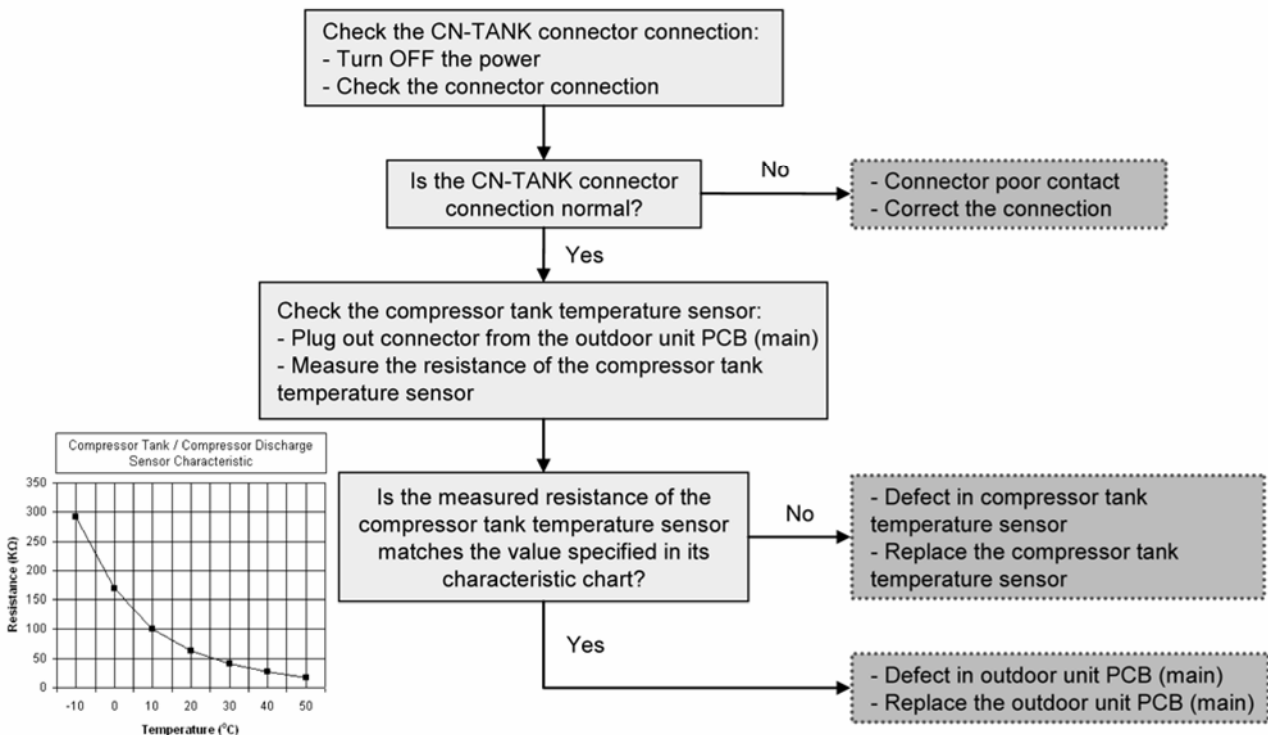 Check the CN-TANK connector connection:
- Turn OFF the power
- Check the connector connection
Is the CN-TANK connector
connection normal?
No
- Connector poor contact
- Correct the connection
Yes
Check the compressor tank temperature sensor:
- Plug out connector from the outdoor unit PCB (main)
- Measure the resistance of the compressor tank
temperature sensor
Compressor Tank / Compressor Discharge
Sensor Characteristic
Resistance (KΩ)
350
300
250
200
150
100
50
0
-10 0 10 20 30 40 50
Temperature (⁰C)
Is the measured resistance of the
compressor tank temperature sensor
matches the value specified in its
characteristic chart?
No
- Defect in compressor tank
temperature sensor
- Replace the compressor tank
temperature sensor
Yes
- Defect in outdoor unit PCB (main)
- Replace the outdoor unit PCB (main)